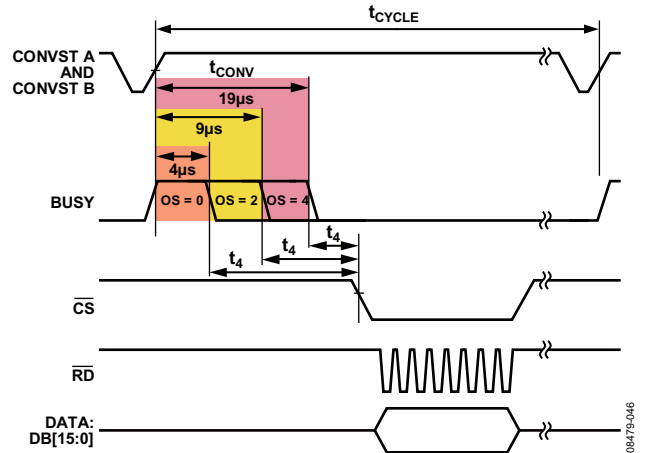 tCYCLE
CONVST A
AND
CONVST B
tCONV
19µs
9µs
4µs
BUSY
OS = 0
OS = 2
OS = 4
t4
t4
t4
CS
RD
DATA:
DB[15:0]
08479-046